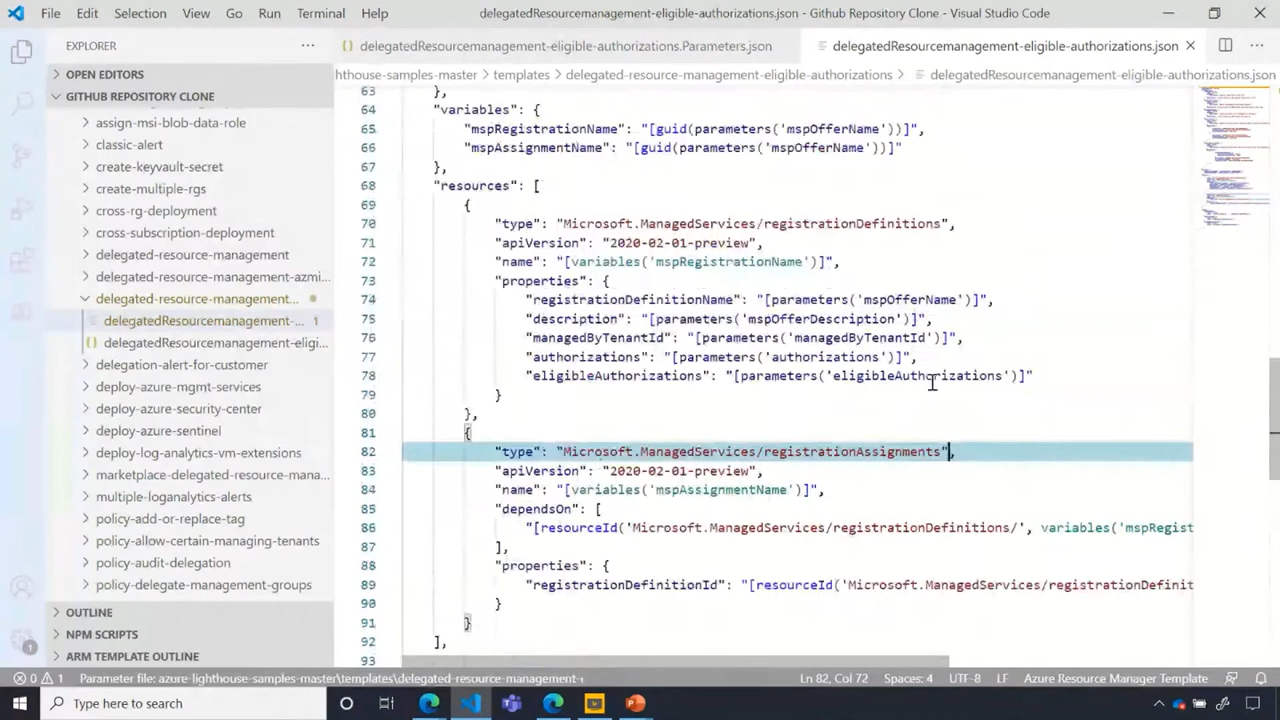 File Edit Selection View Go Run Terminal Help
delegatedResourcemanagement-eligible-authorizations.json - Github Repository Clone - Visual Studio Code
EXPLORER
delegatedResourcemanagement-eligible-authorizations.Parameters.json
delegatedResourcemanagement-eligible-authorizations.json
OPEN EDITORS
hthouse-samples-master > templates > delegated-resource-management-eligible-authorizations > delegatedResourcemanagement-eligible-authorizations.json
GITHUB REPOSITORY CLONE
create-multiple-rgs
create-rg-deployment
create-subscription-deployment
delegated-resource-management
delegated-resource-management-azmi...
delegated-resource-management...
delegatedResourcemanagement-... 1
delegatedResourcemanagement-eligi...
delegation-alert-for-customer
deploy-azure-mgmt-services
deploy-azure-security-center
deploy-azure-sentinel
deploy-log-analytics-vm-extensions
marketplace-delegated-resource-mana...
multiple-loganalytics-alerts
policy-add-or-replace-tag
policy-allow-certain-managing-tenants
policy-audit-delegation
policy-delegate-management-groups
OUTLINE
NPM SCRIPTS
ARM TEMPLATE OUTLINE
63 },
64 "variables":
65 "mspRegistrationName": "[guid(parameters('mspOfferName'))]",
66 "mspAssignmentName": "[guid(parameters('mspOfferName'))]"
67 },
68 "resources
69
70 "Microsoft.ManagedServices/registrationDefinitions",
71 "apiVersion": "2020-02-01-preview",
72 "name": "[variables('mspRegistrationName')]",
73 "properties": {
74 "registrationDefinitionName": "[parameters('mspOfferName')]",
75 "description": "[parameters('mspOfferDescription')]",
76 "managedByTenantId": "[parameters('managedByTenantId')]",
77 "authorizations": "[parameters('authorizations')]",
78 "eligibleAuthorizations": "[parameters('eligibleAuthorizations')]"
79 }
80 },
81 {
82 "type": "Microsoft.ManagedServices/registrationAssignments",
83 "apiVersion": "2020-02-01-preview",
84 "name": "[variables('mspAssignmentName')]",
85 "dependsOn": [
86 "[resourceId('Microsoft.ManagedServices/registrationDefinitions/', variables('mspRegist
87 ],
88 "properties": {
89 "registrationDefinitionId": "[resourceId('Microsoft.ManagedServices/registrationDefinit
90 }
91 }
92 ],
93
0 1 Parameter file: azure-lighthouse-samples-master\templates\delegated-resource-management-
Ln 82, Col 72 Spaces: 4 UTF-8 LF Azure Resource Manager Template
Type here to search